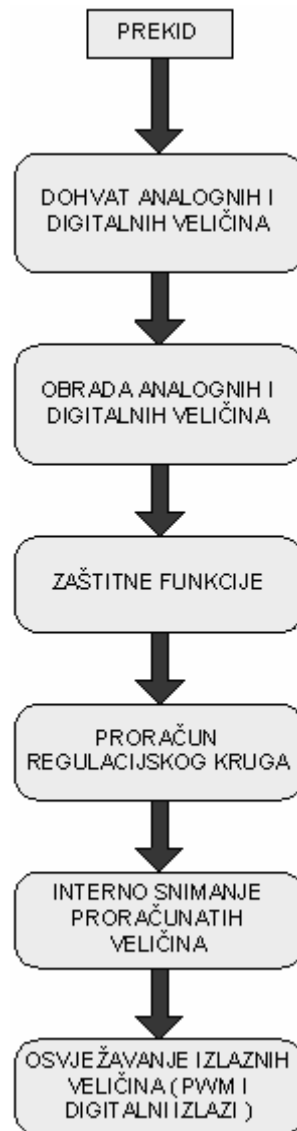 PREKID
DOHVAT ANALOGNIH I
DIGITALNIH VELIČINA
OBRADA ANALOGNIH I
DIGITALNIH VELIČINA
ZAŠTITNE FUNKCIJE
PRORAČUN
REGULACIJSKOG KRUGA
INTERNO SNIMANJE
PRORAČUNATIH
VELIČINA
OSVJEŽAVANJE IZLAZNIH
VELIČINA ( PWM I
DIGITALNI IZLAZI )